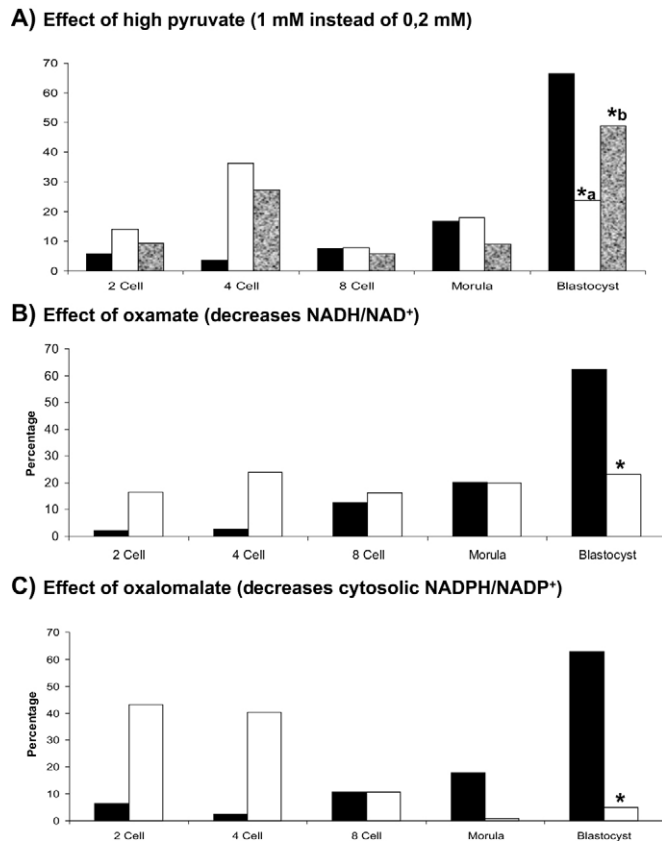 A) Effect of high pyruvate (1 mM instead of 0,2 mM)
70
60
50
40
30
20
10
0
*a
*b
2 Cell 4 Cell 8 Cell Morula Blastocyst
B) Effect of oxamate (decreases NADH/NAD⁺)
Percentage
70
60
50
40
30
20
10
0
*
2 Cell 4 Cell 8 Cell Morula Blastocyst
C) Effect of oxalomalate (decreases cytosolic NADPH/NADP⁺)
Percentage
70
60
50
40
30
20
10
0
*
2 Cell 4 Cell 8 Cell Morula Blastocyst